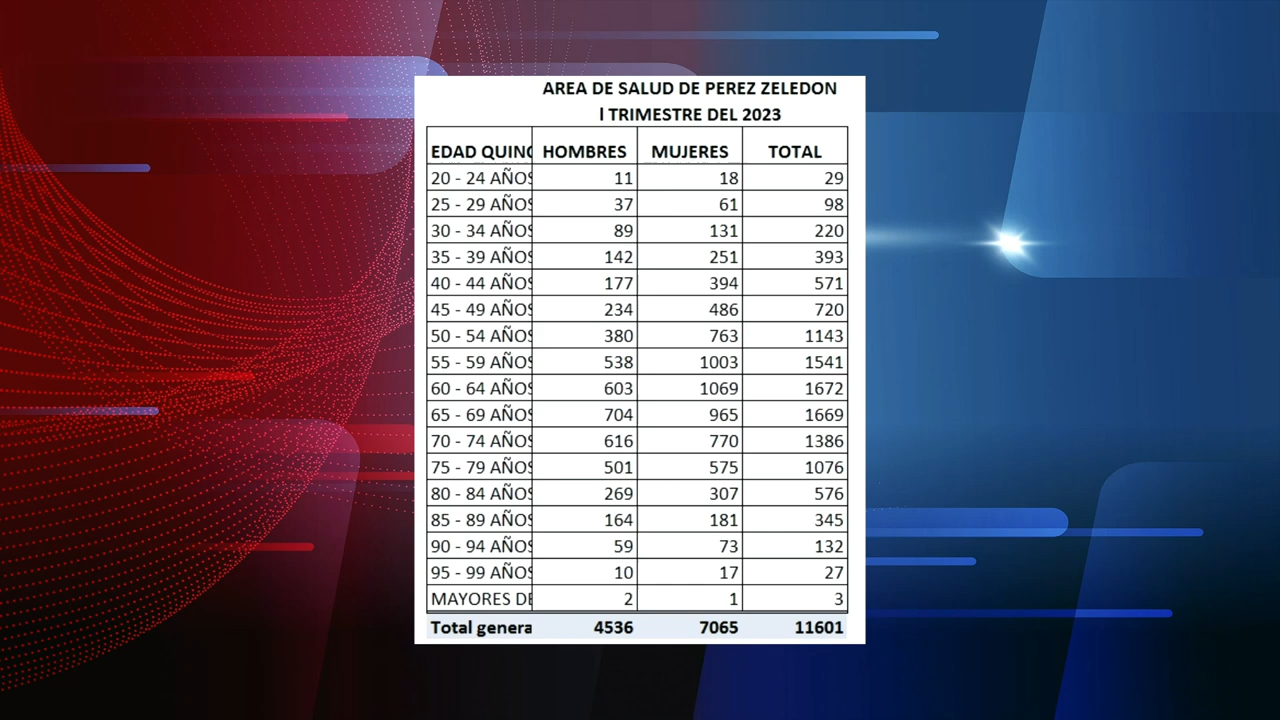 AREA DE SALUD DE PEREZ ZELEDON
I TRIMESTRE DEL 2023
EDAD QUINQ HOMBRES MUJERES TOTAL
20 - 24 AÑOS 11 18 29
25 - 29 AÑOS 37 61 98
30 - 34 AÑOS 89 131 220
35 - 39 AÑOS 142 251 393
40 - 44 AÑOS 177 394 571
45 - 49 AÑOS 234 486 720
50 - 54 AÑOS 380 763 1143
55 - 59 AÑOS 538 1003 1541
60 - 64 AÑOS 603 1069 1672
65 - 69 AÑOS 704 965 1669
70 - 74 AÑOS 616 770 1386
75 - 79 AÑOS 501 575 1076
80 - 84 AÑOS 269 307 576
85 - 89 AÑOS 164 181 345
90 - 94 AÑOS 59 73 132
95 - 99 AÑOS 10 17 27
MAYORES DE 2 1 3
Total genera 4536 7065 11601